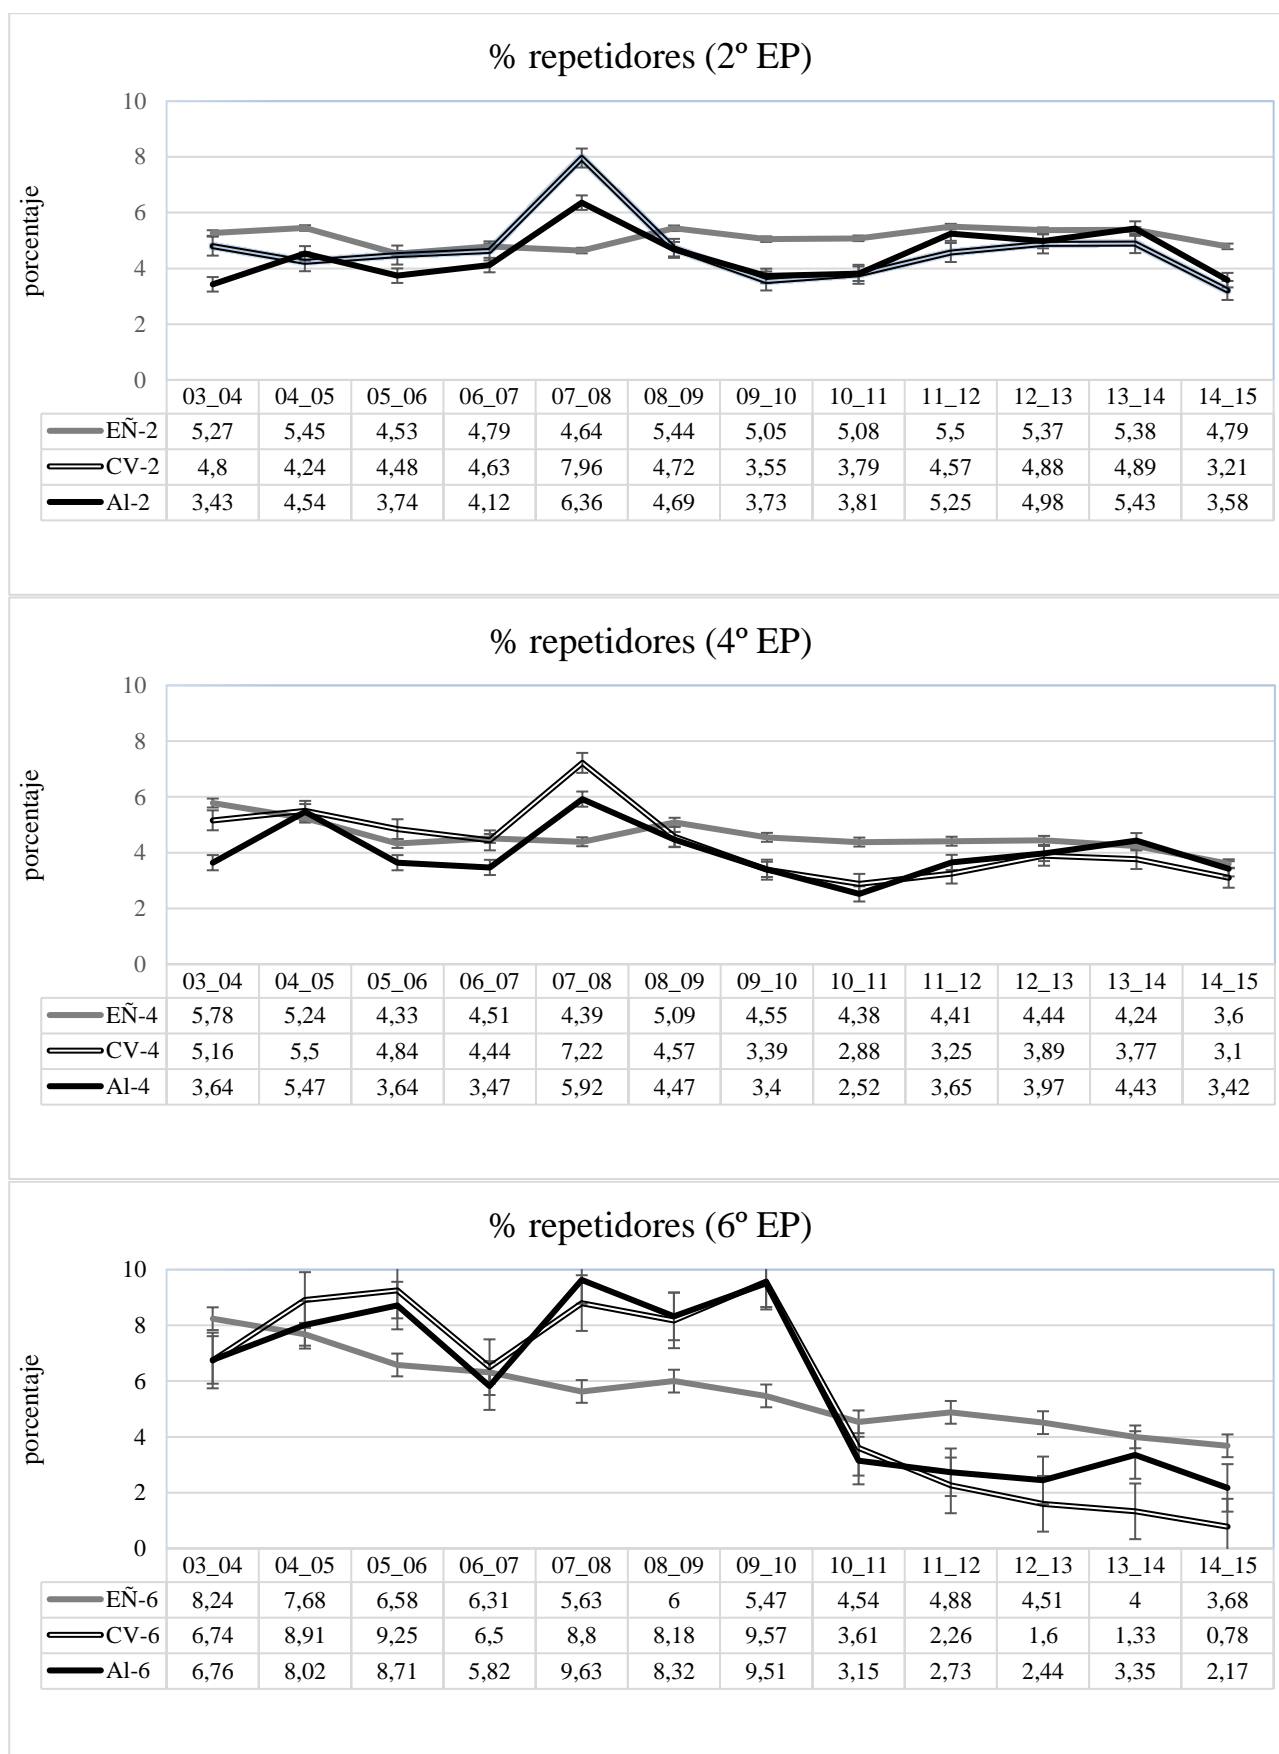 % repetidores (2º EP)
10
8
6
4
2
0
porcentaje
03_04 04_05 05_06 06_07 07_08 08_09 09_10 10_11 11_12 12_13 13_14 14_15
EÑ-2 5,27 5,45 4,53 4,79 4,64 5,44 5,05 5,08 5,5 5,37 5,38 4,79
CV-2 4,8 4,24 4,48 4,63 7,96 4,72 3,55 3,79 4,57 4,88 4,89 3,21
Al-2 3,43 4,54 3,74 4,12 6,36 4,69 3,73 3,81 5,25 4,98 5,43 3,58
% repetidores (4º EP)
10
8
6
4
2
0
porcentaje
03_04 04_05 05_06 06_07 07_08 08_09 09_10 10_11 11_12 12_13 13_14 14_15
EÑ-4 5,78 5,24 4,33 4,51 4,39 5,09 4,55 4,38 4,41 4,44 4,24 3,6
CV-4 5,16 5,5 4,84 4,44 7,22 4,57 3,39 2,88 3,25 3,89 3,77 3,1
Al-4 3,64 5,47 3,64 3,47 5,92 4,47 3,4 2,52 3,65 3,97 4,43 3,42
% repetidores (6º EP)
10
8
6
4
2
0
porcentaje
03_04 04_05 05_06 06_07 07_08 08_09 09_10 10_11 11_12 12_13 13_14 14_15
EÑ-6 8,24 7,68 6,58 6,31 5,63 6 5,47 4,54 4,88 4,51 4 3,68
CV-6 6,74 8,91 9,25 6,5 8,8 8,18 9,57 3,61 2,26 1,6 1,33 0,78
Al-6 6,76 8,02 8,71 5,82 9,63 8,32 9,51 3,15 2,73 2,44 3,35 2,17